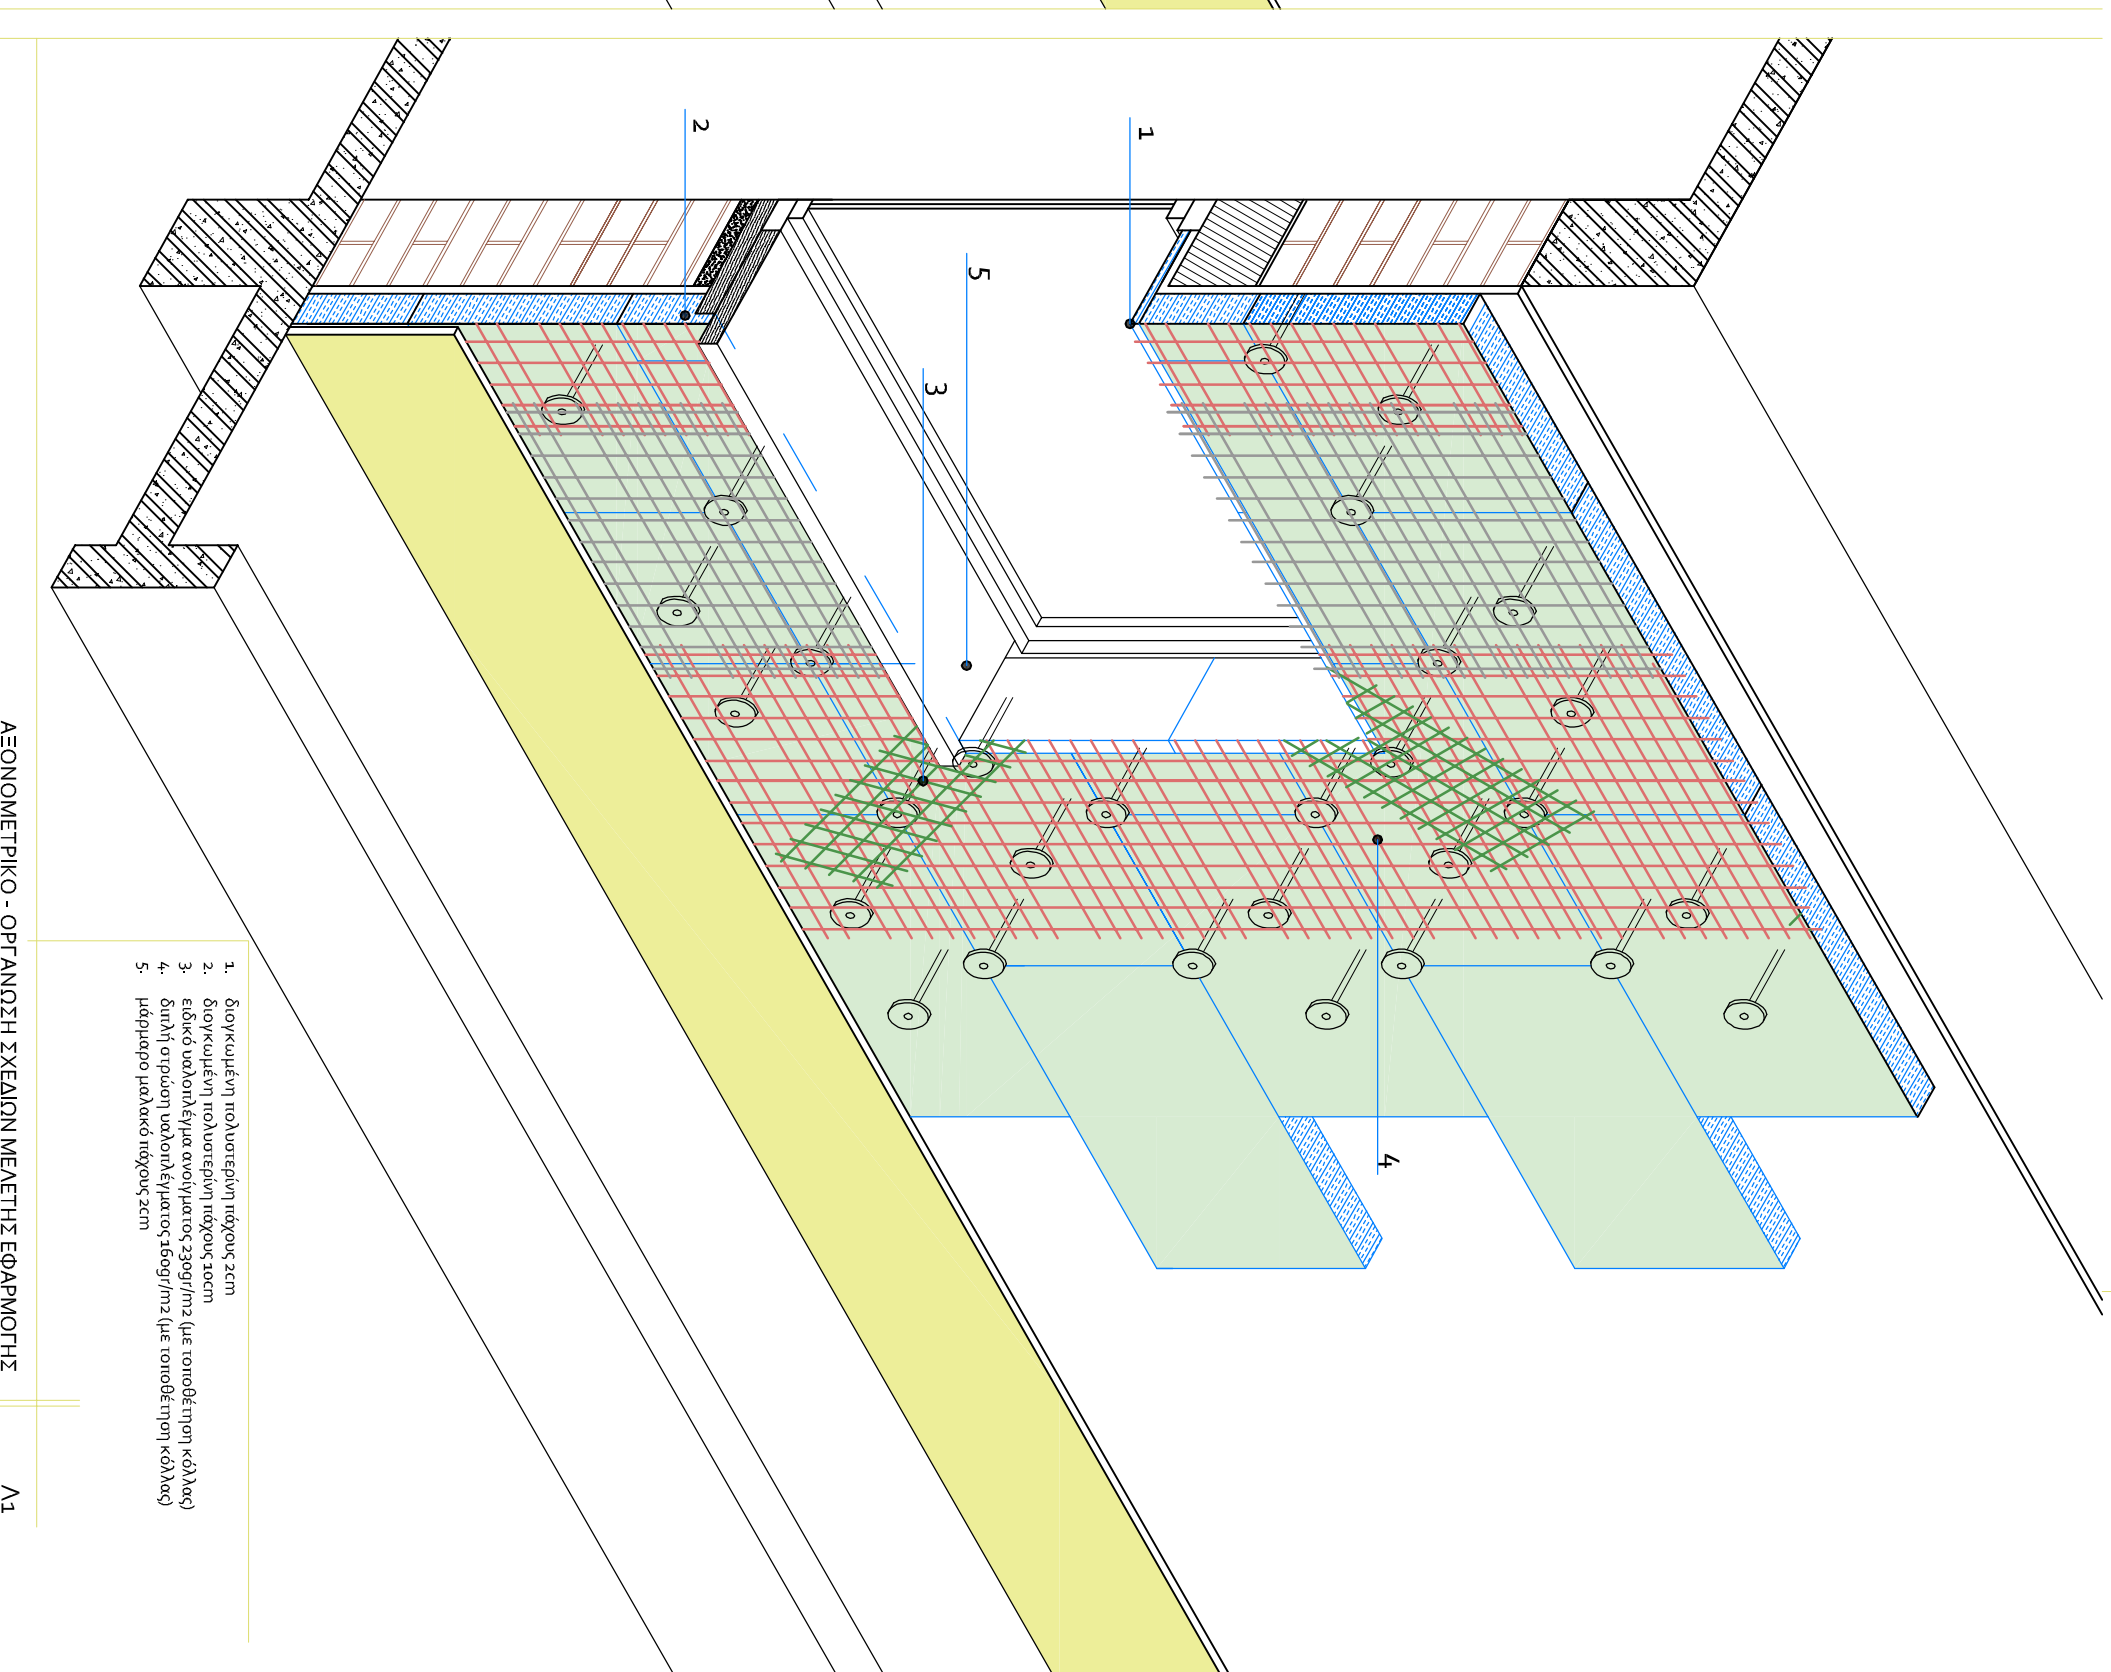 1
2
5
3
4
1. διογκωμένη πολυστερίνη πάχους 2cm
2. διογκωμένη πολυστερίνη πάχους 10cm
3. ειδικό υαλοπλέγμα ανοίγματος 230gr/m2 (με τοποθέτηση κόλλας)
4. διπλή στρώση υαλοπλέγματος 160gr/m2 (με τοποθέτηση κόλλας)
5. μάρμαρο μαλακό πάχους 2cm
ΑΞΟΝΟΜΕΤΡΙΚΟ - ΟΡΓΑΝΩΣΗ ΣΧΕΔΙΩΝ ΜΕΛΕΤΗΣ ΕΦΑΡΜΟΓΗΣ Λ1